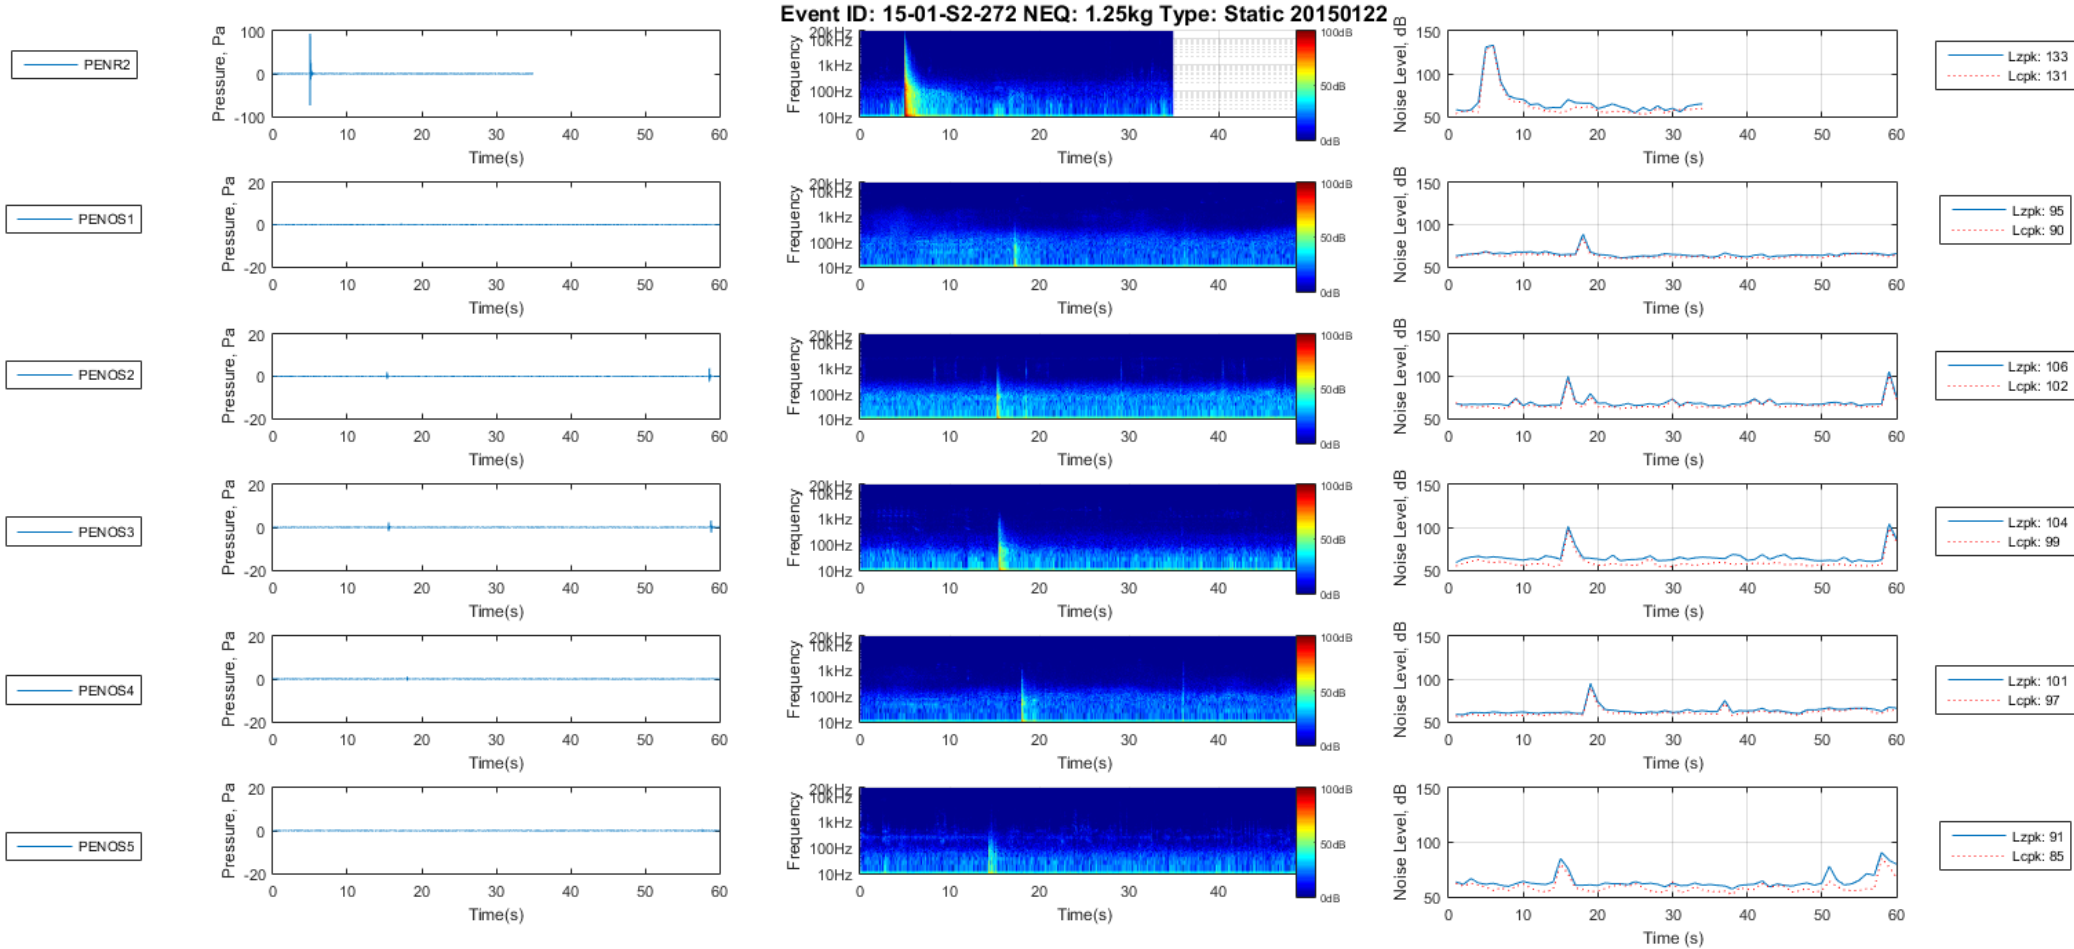 Event ID: 15-01-S2-272 NEQ: 1.25kg Type: Static 20150122
PENR2
Pressure, Pa
100
0
-100
0 10 20 30 40 50 60
Time(s)
Frequency
20kHz
10kHz
1kHz
100Hz
10Hz
0 10 20 30 40
Time(s)
100dB
50dB
0dB
Noise Level, dB
150
100
50
0 10 20 30 40 50 60
Time (s)
Lzpk: 133
Lcpk: 131
PENOS1
Pressure, Pa
20
0
-20
0 10 20 30 40 50 60
Time(s)
Frequency
20kHz
10kHz
1kHz
100Hz
10Hz
0 10 20 30 40
Time(s)
100dB
50dB
0dB
Noise Level, dB
150
100
50
0 10 20 30 40 50 60
Time (s)
Lzpk: 95
Lcpk: 90
PENOS2
Pressure, Pa
20
0
-20
0 10 20 30 40 50 60
Time(s)
Frequency
20kHz
10kHz
1kHz
100Hz
10Hz
0 10 20 30 40
Time(s)
100dB
50dB
0dB
Noise Level, dB
150
100
50
0 10 20 30 40 50 60
Time (s)
Lzpk: 106
Lcpk: 102
PENOS3
Pressure, Pa
20
0
-20
0 10 20 30 40 50 60
Time(s)
Frequency
20kHz
10kHz
1kHz
100Hz
10Hz
0 10 20 30 40
Time(s)
100dB
50dB
0dB
Noise Level, dB
150
100
50
0 10 20 30 40 50 60
Time (s)
Lzpk: 104
Lcpk: 99
PENOS4
Pressure, Pa
20
0
-20
0 10 20 30 40 50 60
Time(s)
Frequency
20kHz
10kHz
1kHz
100Hz
10Hz
0 10 20 30 40
Time(s)
100dB
50dB
0dB
Noise Level, dB
150
100
50
0 10 20 30 40 50 60
Time (s)
Lzpk: 101
Lcpk: 97
PENOS5
Pressure, Pa
20
0
-20
0 10 20 30 40 50 60
Time(s)
Frequency
20kHz
10kHz
1kHz
100Hz
10Hz
0 10 20 30 40
Time(s)
100dB
50dB
0dB
Noise Level, dB
150
100
50
0 10 20 30 40 50 60
Time (s)
Lzpk: 91
Lcpk: 85